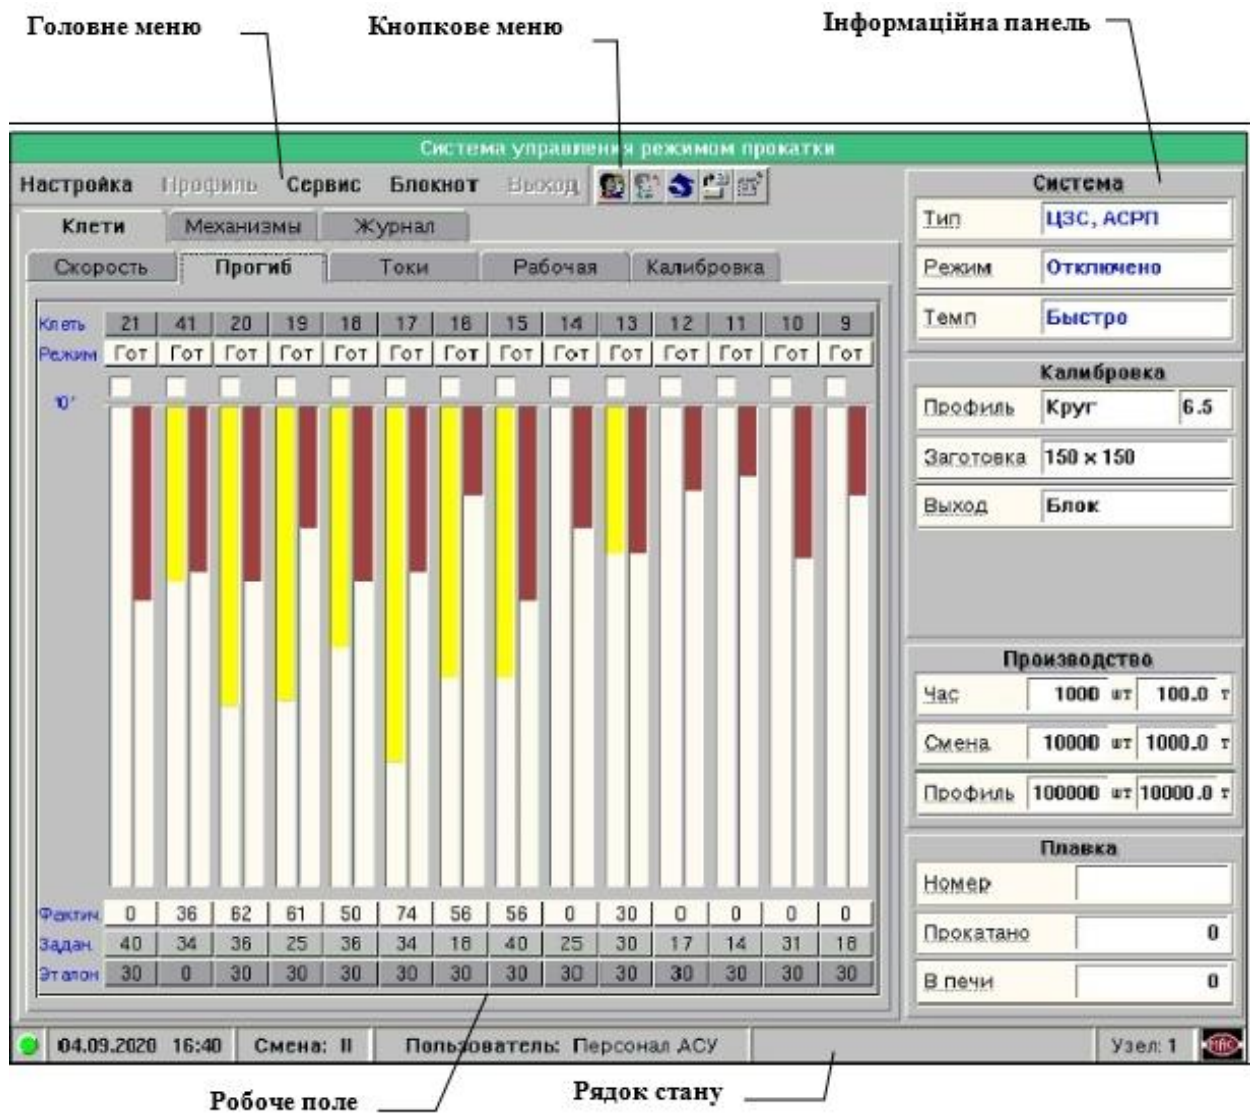 Головне меню
Кнопкове меню
Інформаційна панель
Система управления режимом прокатки
Настройка Профиль Сервис Блокнот Выход
Клети Механизмы Журнал
Скорость Прогиб Токи Рабочая Калибровка
Клеть 21 41 20 19 18 17 16 15 14 13 12 11 10 9
Режим Гот Гот Гот Гот Гот Гот Гот Гот Гот Гот Гот Гот Гот Гот
10°
Фактич. 0 36 62 61 50 74 56 56 0 30 0 0 0 0
Задан. 40 34 36 25 36 34 18 40 25 30 17 14 31 18
Эталон 30 0 30 30 30 30 30 30 30 30 30 30 30 30
Система
Тип ЦЗС, АСРП
Режим Отключено
Темп Быстро
Калибровка
Профиль Круг 6.5
Заготовка 150 × 150
Выход Блок
Производство
Час 1000 шт 100.0 т
Смена 10000 шт 1000.0 т
Профиль 100000 шт 10000.0 т
Плавка
Номер
Прокатано 0
В печи 0
04.09.2020 16:40 Смена: II Пользователь: Персонал АСУ Узел: 1
Робоче поле
Рядок стану